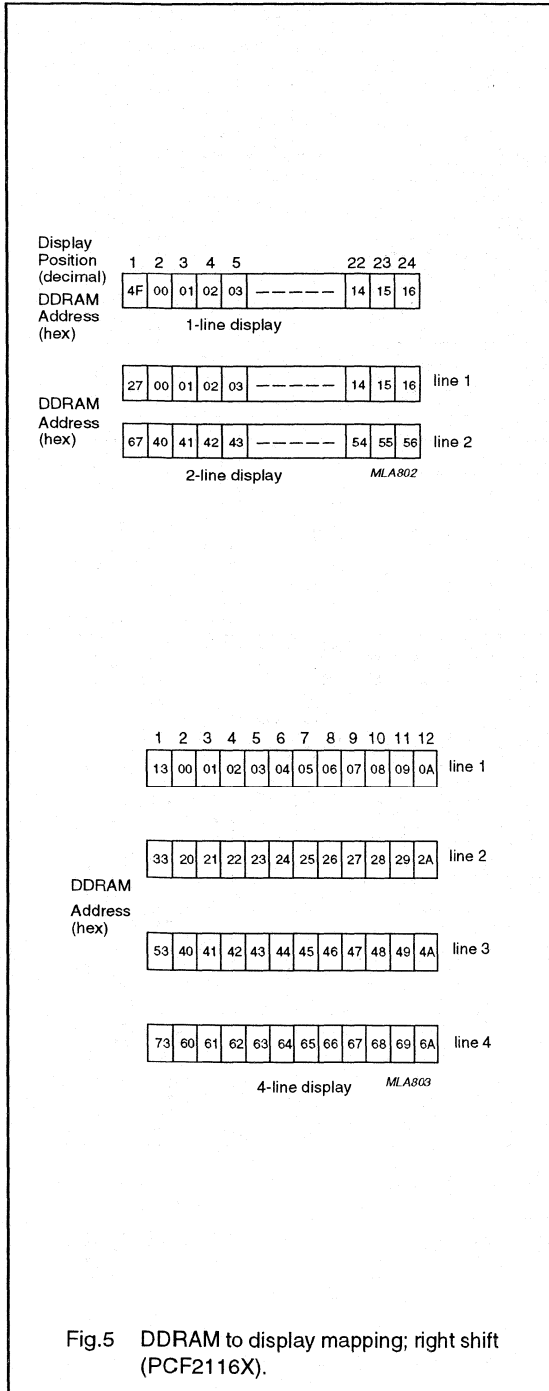 Display
Position
(decimal)
1 2 3 4 5 22 23 24
DDRAM
Address
(hex)
4F 00 01 02 03 ───── 14 15 16
1-line display
DDRAM
Address
(hex)
27 00 01 02 03 ───── 14 15 16 line 1
67 40 41 42 43 ───── 54 55 56 line 2
2-line display MLA802
1 2 3 4 5 6 7 8 9 10 11 12
13 00 01 02 03 04 05 06 07 08 09 0A line 1
33 20 21 22 23 24 25 26 27 28 29 2A line 2
DDRAM
Address
(hex)
53 40 41 42 43 44 45 46 47 48 49 4A line 3
73 60 61 62 63 64 65 66 67 68 69 6A line 4
4-line display MLA803
Fig.5 DDRAM to display mapping; right shift
(PCF2116X).